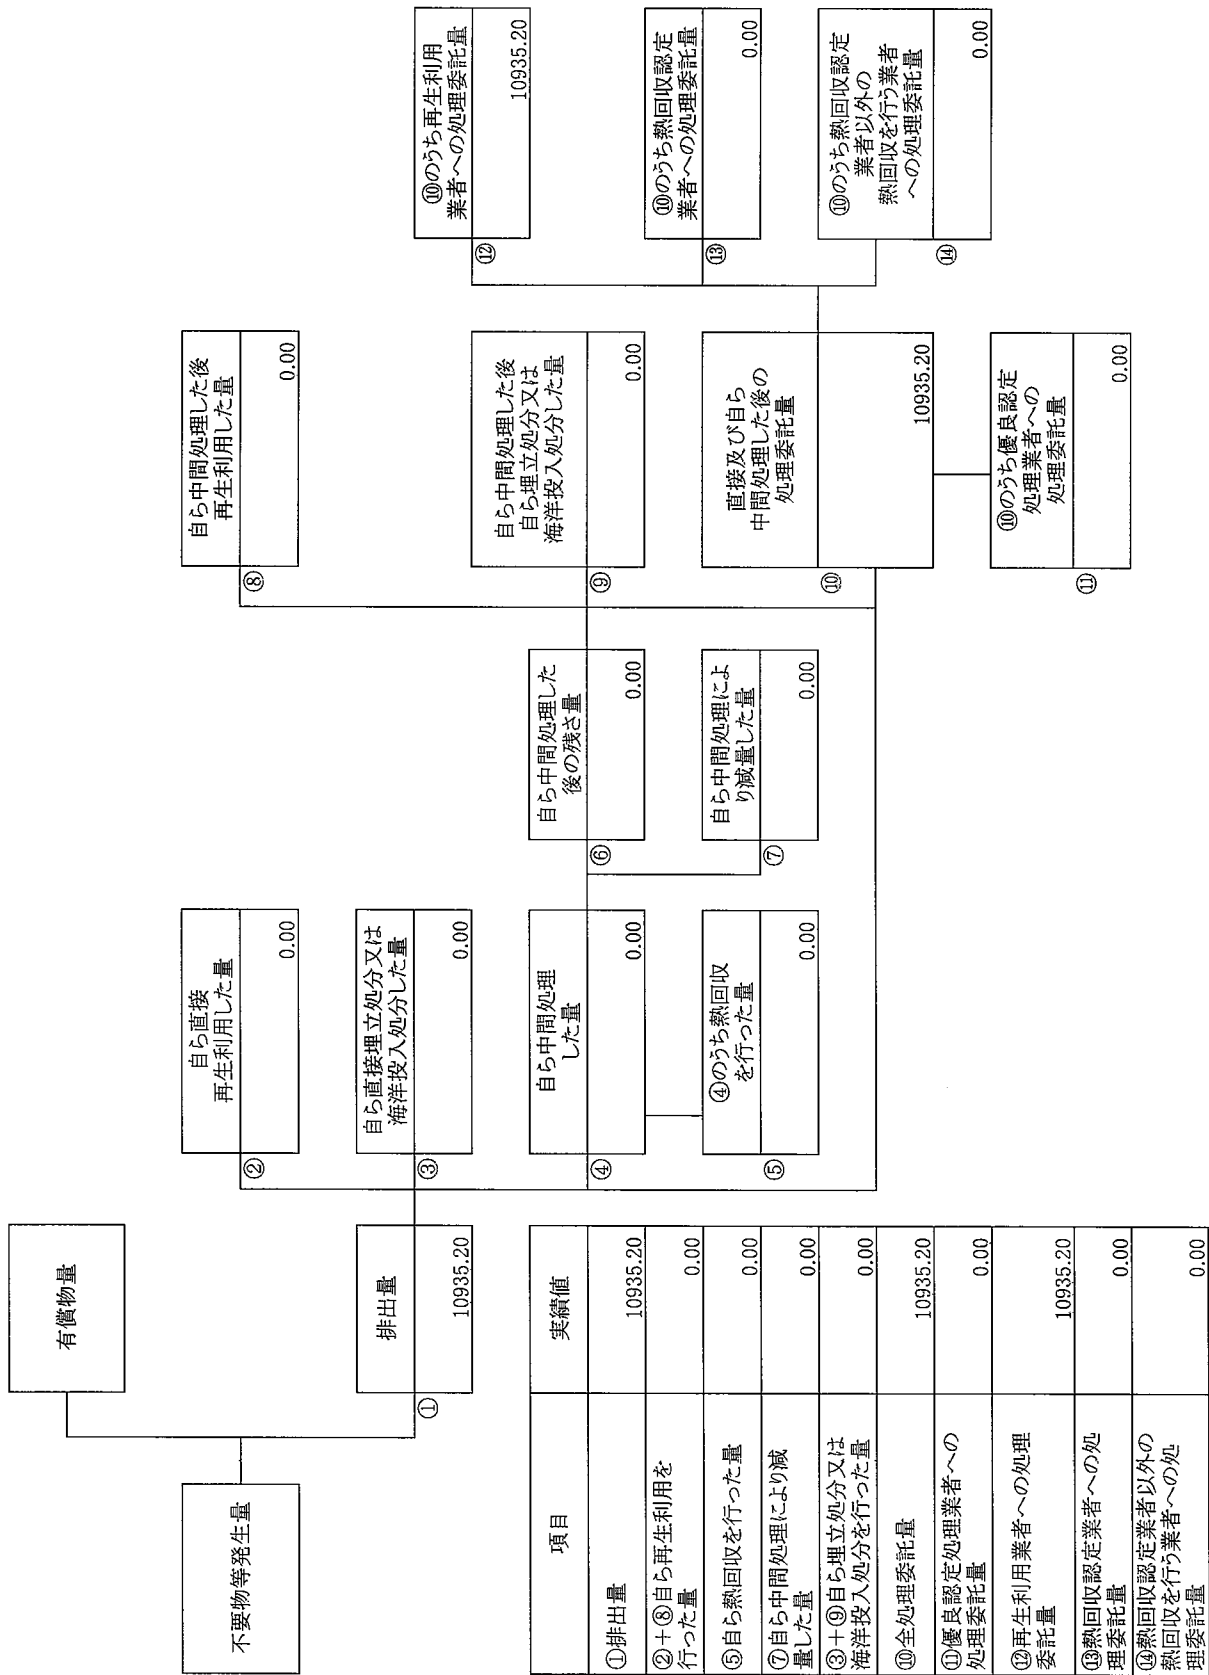 不要物等発生量
有償物量
排出量
①
10935.20
自ら直接
再生利用した量
②
0.00
自ら直接埋立処分又は
海洋投入処分した量
③
0.00
自ら中間処理
した量
④
0.00
④のうち熱回収
を行った量
⑤
0.00
自ら中間処理した
後の残さ量
⑥
0.00
自ら中間処理によ
り減量した量
⑦
0.00
自ら中間処理した後
再生利用した量
⑧
0.00
自ら中間処理した後
自ら埋立処分又は
海洋投入処分した量
⑨
0.00
直接及び自ら
中間処理した後の
処理委託量
⑩
10935.20
⑩のうち優良認定
処理業者への
処理委託量
⑪
0.00
⑩のうち再生利用
業者への処理委託量
⑫
10935.20
⑩のうち熱回収認定
業者への処理委託量
⑬
0.00
⑩のうち熱回収認定
業者以外の
熱回収を行う業者
への処理委託量
⑭
0.00
項目 実績値
①排出量 10935.20
②+⑧自ら再生利用を
行った量 0.00
⑤自ら熱回収を行った量 0.00
⑦自ら中間処理により減
量した量 0.00
③+⑨自ら埋立処分又は
海洋投入処分を行った量 0.00
⑩全処理委託量 10935.20
⑪優良認定処理業者への
処理委託量 0.00
⑫再生利用業者への処理
委託量 10935.20
⑬熱回収認定業者への処
理委託量 0.00
⑭熱回収認定業者以外の
熱回収を行う業者への処
理委託量 0.00